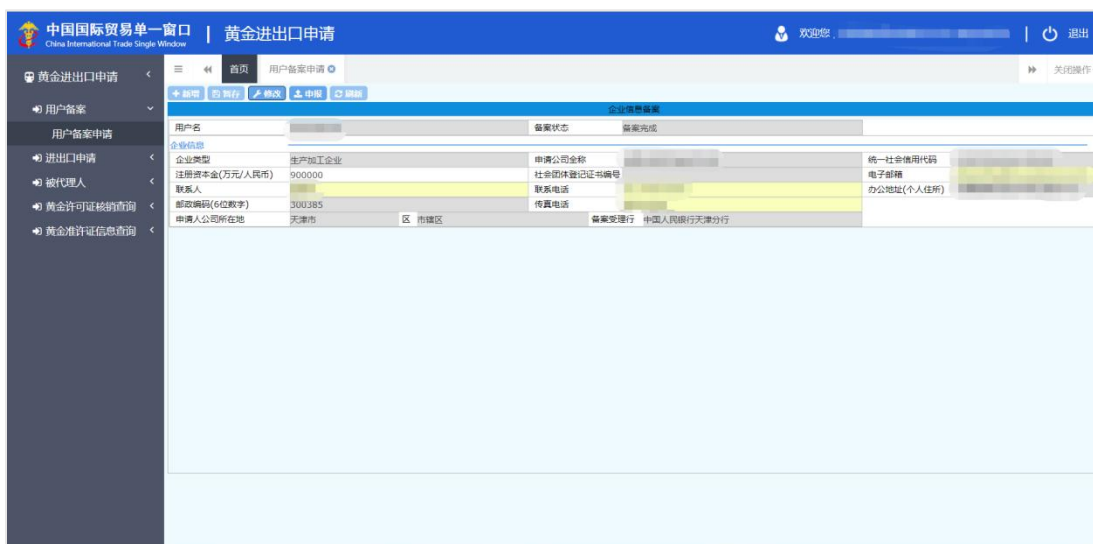 中国国际贸易单一窗口 | 黄金进出口申请
China International Trade Single Window
欢迎您, 退出
黄金进出口申请
首页 用户备案申请 关闭操作
新增 暂存 修改 申报 刷新
用户备案
企业信息备案
用户备案申请
用户名 备案状态 备案完成
企业信息
进出口申请
企业类型 生产加工企业 申请公司全称 统一社会信用代码
注册资本金(万元/人民币) 900000 社会团体登记证书编号 电子邮箱
被代理人
联系人 联系电话 办公地址(个人住所)
黄金许可证核销查询
邮政编码(6位数字) 300385 传真电话
申请人公司所在地 天津市 区 市辖区 备案受理行 中国人民银行天津分行
黄金准许证信息查询